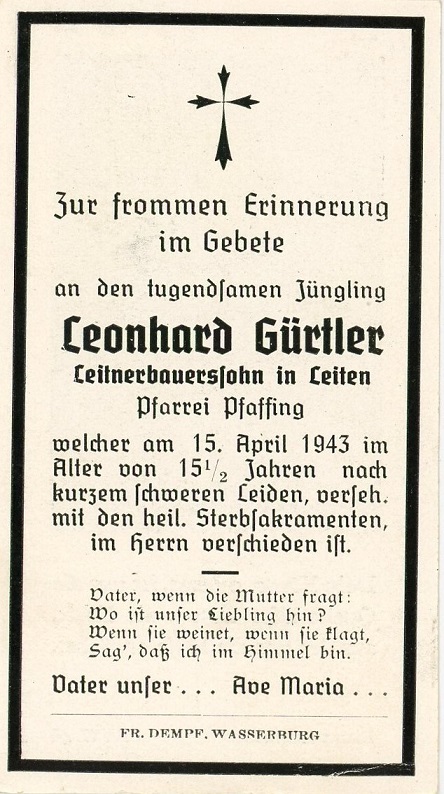 Zur frommen Erinnerung
im Gebete
an den tugendſamen Jüngling
Leonhard Gürtler
Leitnerbauersſohn in Leiten
Pfarrei Pfaffing
welcher am 15. April 1943 im
Alter von 15½ Jahren nach
kurzem ſchweren Leiden, verſeh.
mit den heil. Sterbſakramenten,
im Herrn verſchieden iſt.
Vater, wenn die Mutter fragt:
Wo iſt unſer Liebling hin?
Wenn ſie weinet, wenn ſie klagt,
Sag', daß ich im Himmel bin.
Vater unſer . . . Ave Maria . . .
FR. DEMPF, WASSERBURG